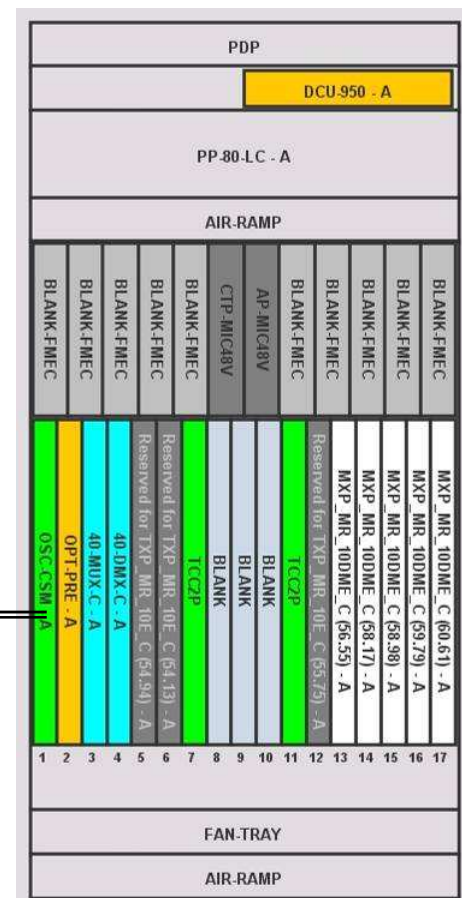 PDP
DCU-950 - A
PP-80-LC - A
AIR-RAMP
BLANK-FMEC
BLANK-FMEC
BLANK-FMEC
BLANK-FMEC
BLANK-FMEC
CTP-MIC48V
AP-MIC48V
BLANK-FMEC
BLANK-FMEC
BLANK-FMEC
BLANK-FMEC
BLANK-FMEC
OSC-CSM - A
OPT-PRE - A
40-MUX-C - A
40-DMX-C - A
Reserved for TXP_MR_10E_C (54.94) - A
Reserved for TXP_MR_10E_C (54.13) - A
TCC2P
BLANK
BLANK
BLANK
TCC2P
Reserved for TXP_MR_10E_C (55.75) - A
MXP_MR_10DME_C (56.55) - A
MXP_MR_10DME_C (58.17) - A
MXP_MR_10DME_C (58.98) - A
MXP_MR_10DME_C (59.79) - A
MXP_MR_10DME_C (60.61) - A
1 2 3 4 5 6 7 8 9 10 11 12 13 14 15 16 17
FAN-TRAY
AIR-RAMP